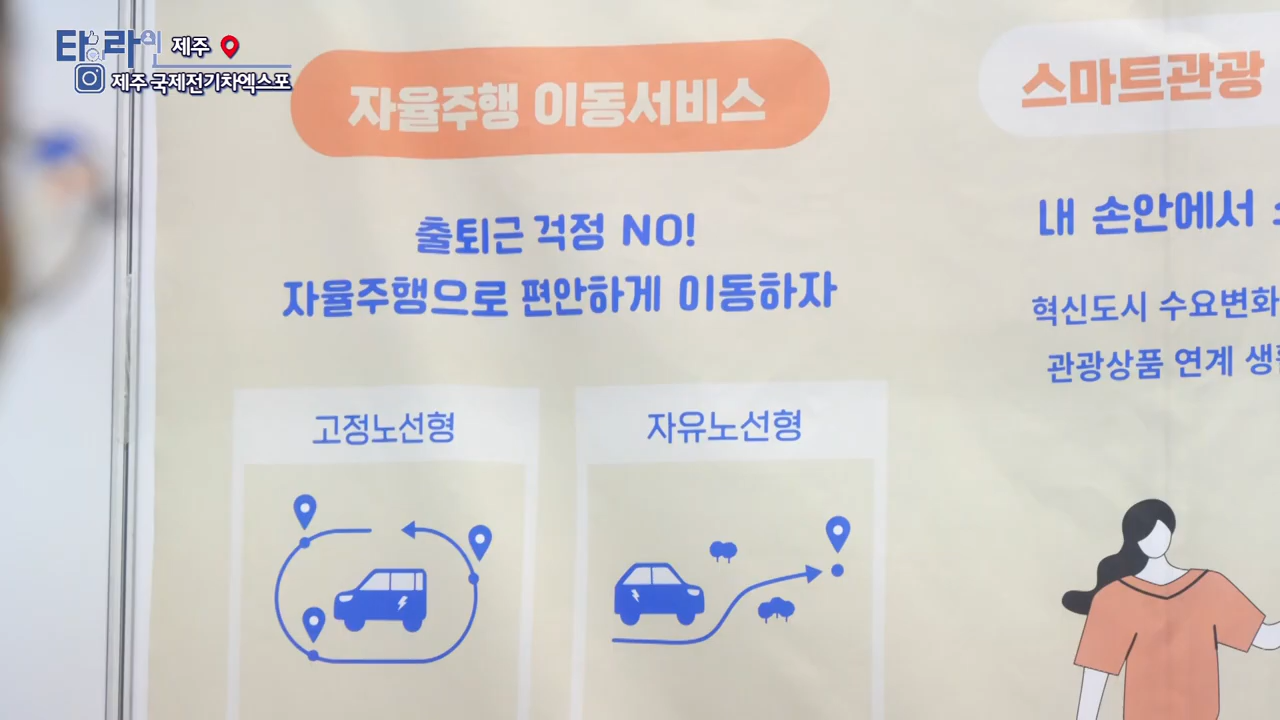 타라인 제주
제주 국제전기차엑스포
자율주행 이동서비스
출퇴근 걱정 NO!
자율주행으로 편안하게 이동하자
고정노선형
자유노선형
스마트관광
내 손안에서
혁신도시 수요변화
관광상품 연계